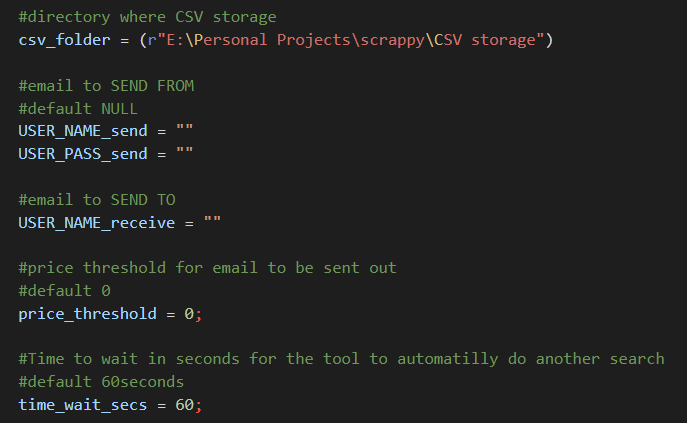 #directory where CSV storage
csv_folder = (r"E:\Personal Projects\scrappy\CSV storage")
#email to SEND FROM
#default NULL
USER_NAME_send = ""
USER_PASS_send = ""
#email to SEND TO
USER_NAME_receive = ""
#price threshold for email to be sent out
#default 0
price_threshold = 0;
#Time to wait in seconds for the tool to automatilly do another search
#default 60seconds
time_wait_secs = 60;